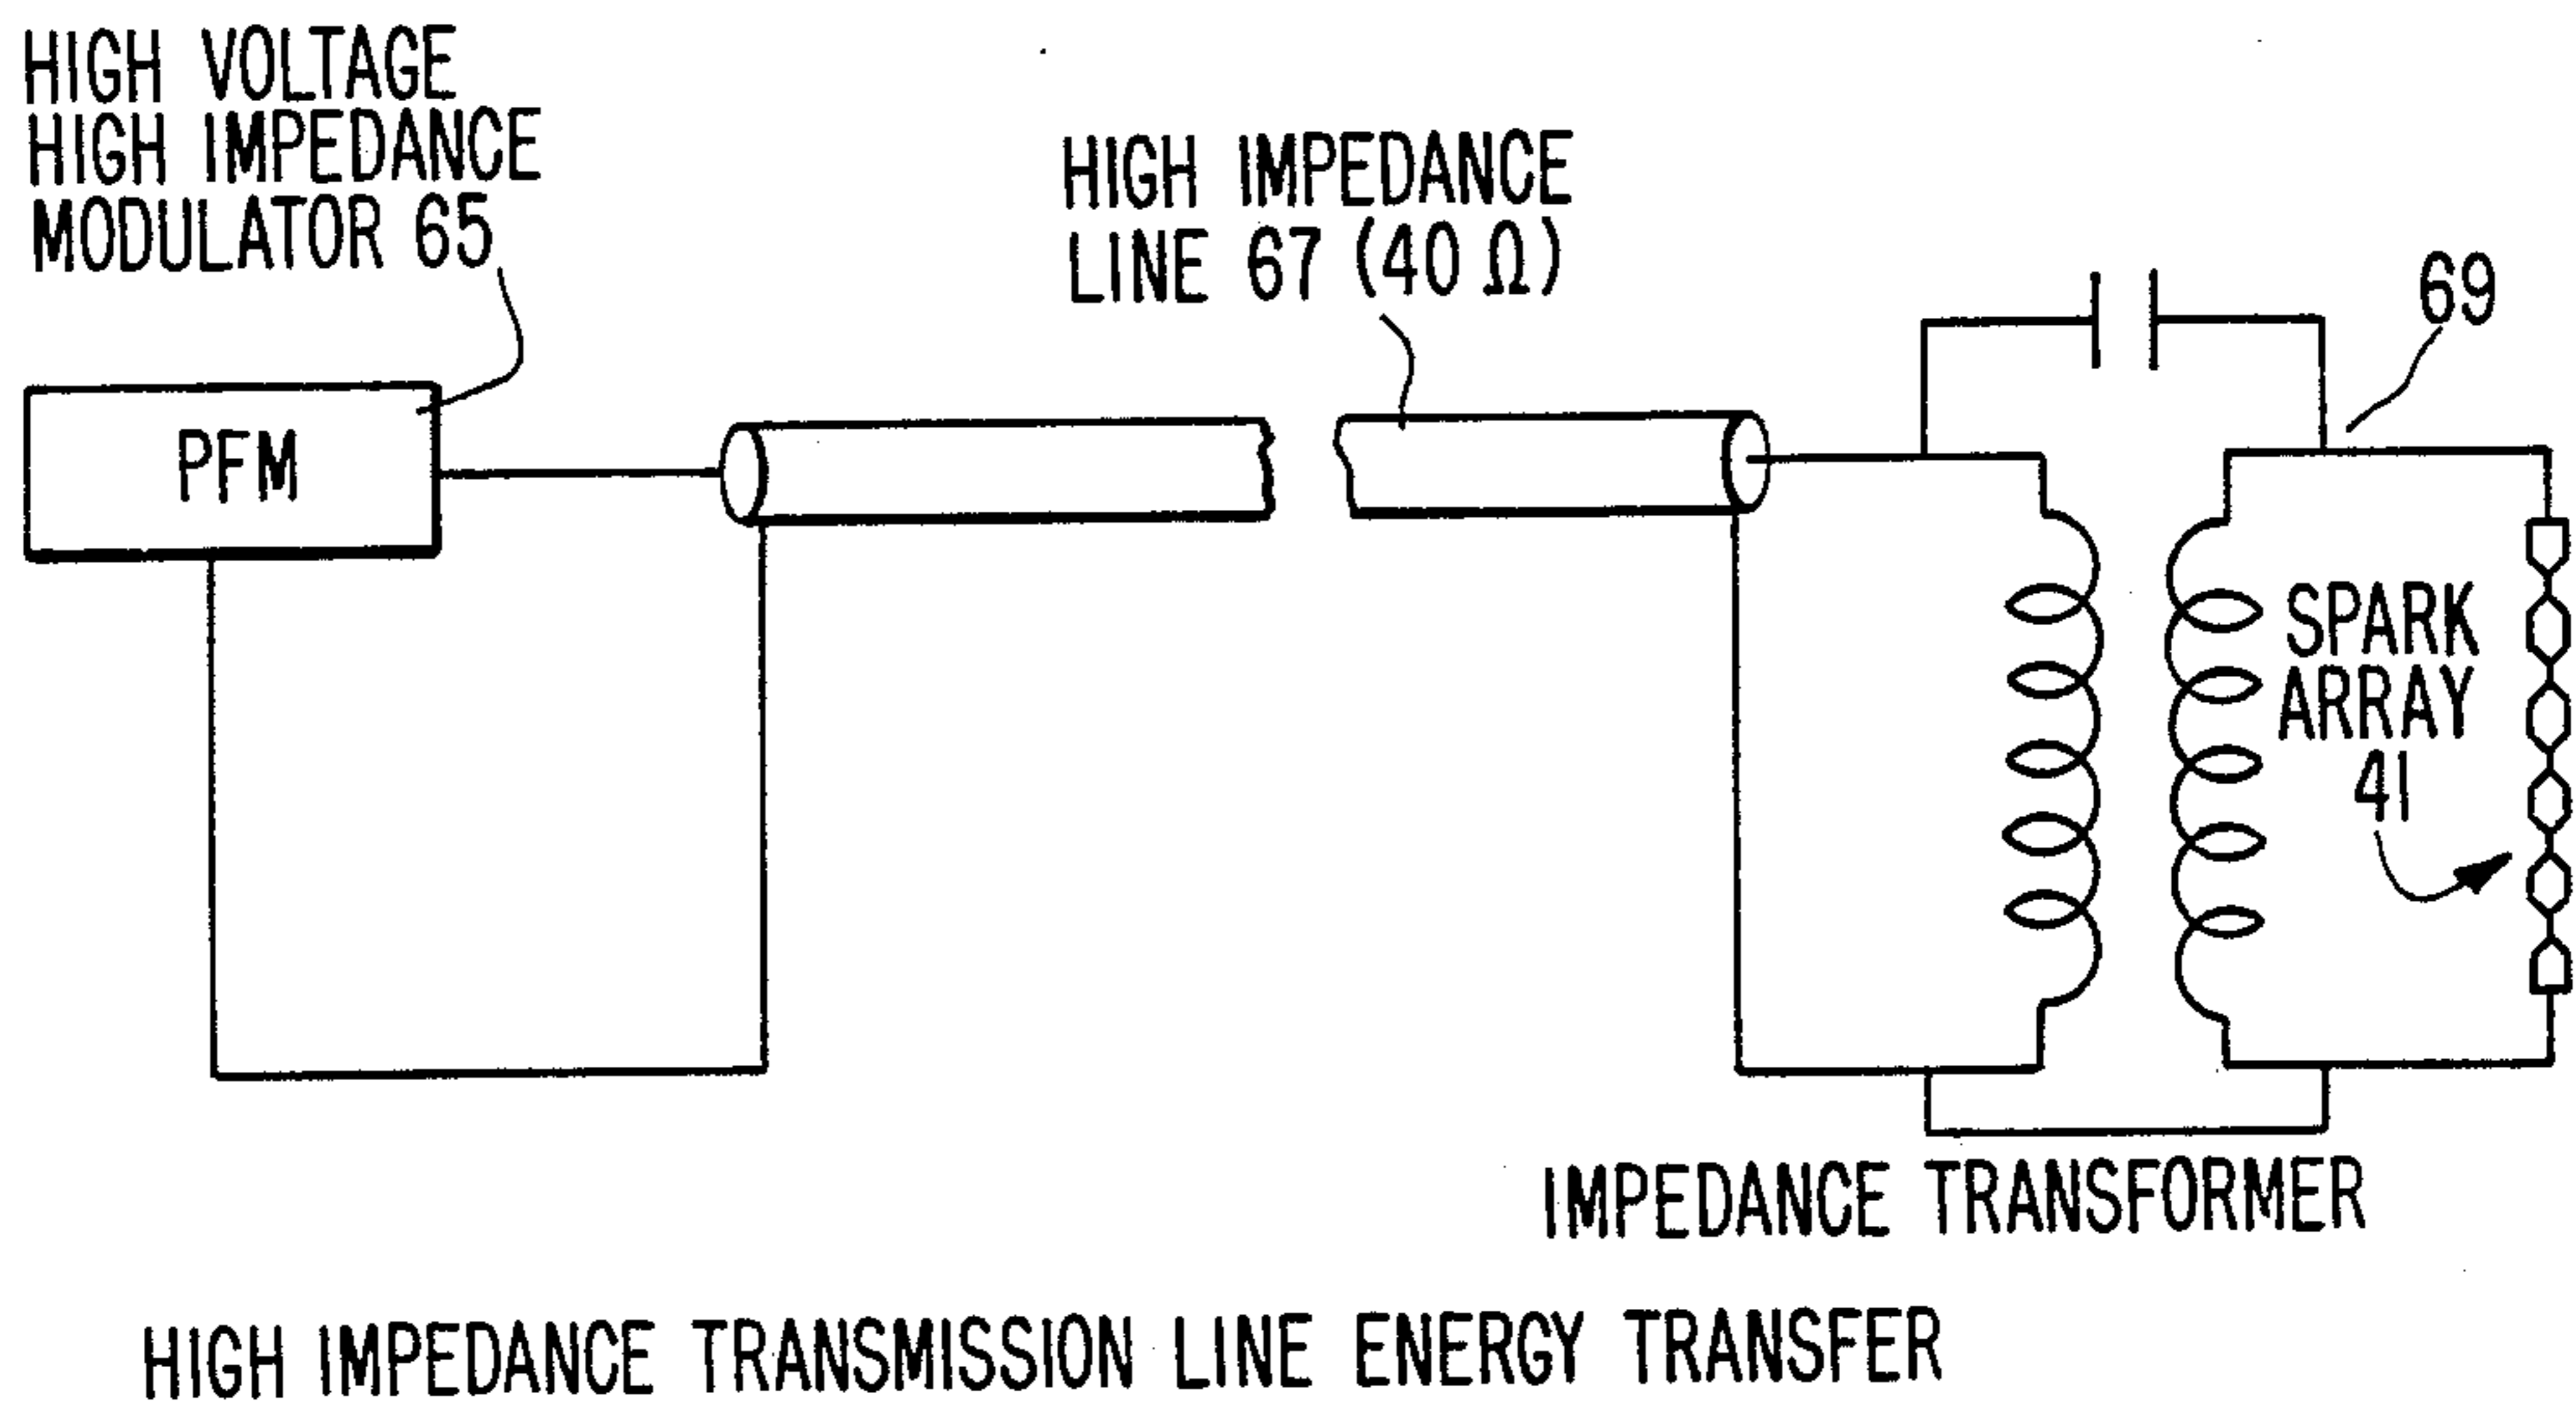 HIGH VOLTAGE
HIGH IMPEDANCE
MODULATOR 65
HIGH IMPEDANCE
LINE 67 (40 Ω)
69
PFM
SPARK
ARRAY
41
IMPEDANCE TRANSFORMER
HIGH IMPEDANCE TRANSMISSION LINE ENERGY TRANSFER